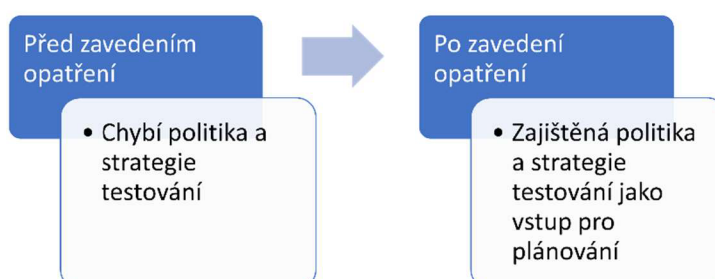 Před zavedením
opatření
• Chybí politika a
strategie
testování
Po zavedení
opatření
• Zajištěná politika
a strategie
testování jako
vstup pro
plánování